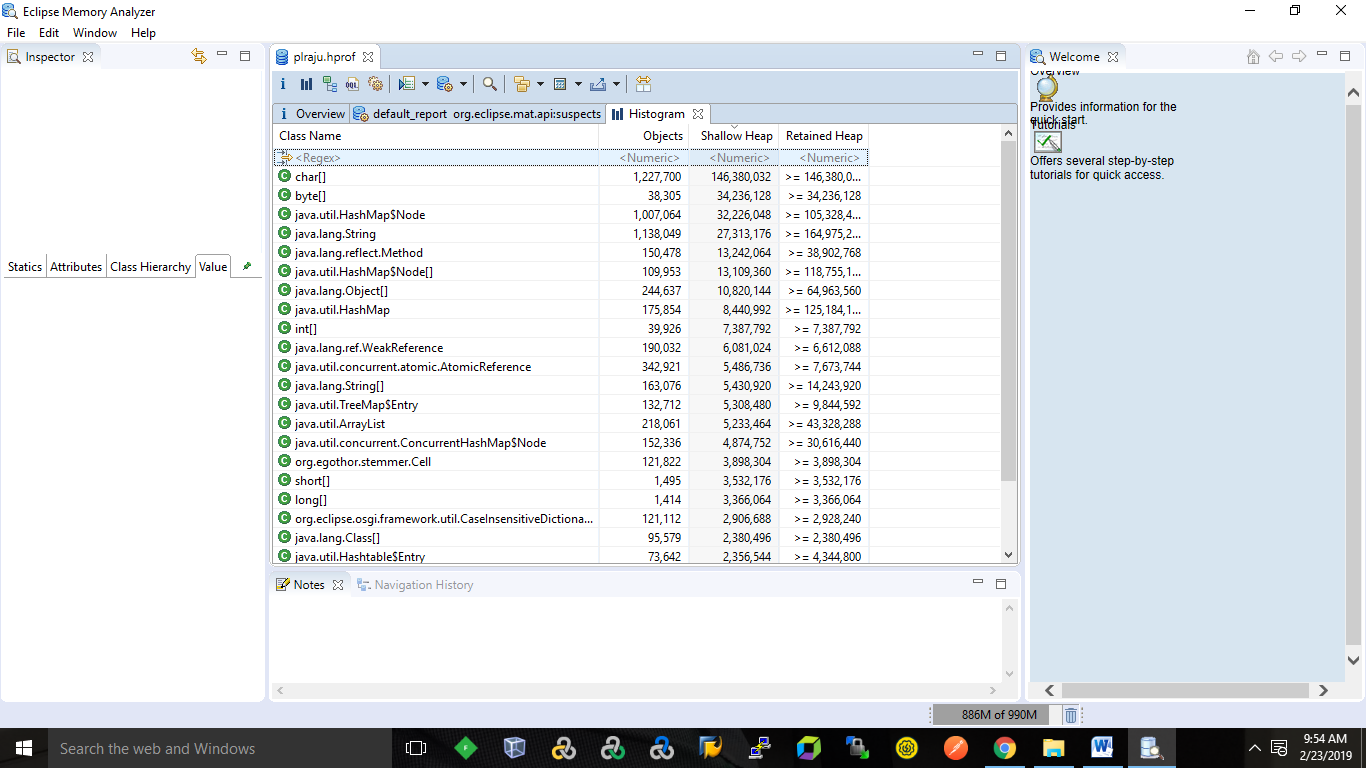 Eclipse Memory Analyzer
File Edit Window Help
Inspector
Statics Attributes Class Hierarchy Value
plraju.hprof
i Overview default_report org.eclipse.mat.api:suspects Histogram
Class Name Objects Shallow Heap Retained Heap
<Regex> <Numeric> <Numeric> <Numeric>
char[] 1,227,700 146,380,032 >= 146,380,0...
byte[] 38,305 34,236,128 >= 34,236,128
java.util.HashMap$Node 1,007,064 32,226,048 >= 105,328,4...
java.lang.String 1,138,049 27,313,176 >= 164,975,2...
java.lang.reflect.Method 150,478 13,242,064 >= 38,902,768
java.util.HashMap$Node[] 109,953 13,109,360 >= 118,755,1...
java.lang.Object[] 244,637 10,820,144 >= 64,963,560
java.util.HashMap 175,854 8,440,992 >= 125,184,1...
int[] 39,926 7,387,792 >= 7,387,792
java.lang.ref.WeakReference 190,032 6,081,024 >= 6,612,088
java.util.concurrent.atomic.AtomicReference 342,921 5,486,736 >= 7,673,744
java.lang.String[] 163,076 5,430,920 >= 14,243,920
java.util.TreeMap$Entry 132,712 5,308,480 >= 9,844,592
java.util.ArrayList 218,061 5,233,464 >= 43,328,288
java.util.concurrent.ConcurrentHashMap$Node 152,336 4,874,752 >= 30,616,440
org.egothor.stemmer.Cell 121,822 3,898,304 >= 3,898,304
short[] 1,495 3,532,176 >= 3,532,176
long[] 1,414 3,366,064 >= 3,366,064
org.eclipse.osgi.framework.util.CaseInsensitiveDictiona... 121,112 2,906,688 >= 2,928,240
java.lang.Class[] 95,579 2,380,496 >= 2,380,496
java.util.Hashtable$Entry 73,642 2,356,544 >= 4,344,800
Notes Navigation History
Welcome
Overview
Provides information for the
quick start.
Tutorials
Offers several step-by-step
tutorials for quick access.
886M of 990M
Search the web and Windows
9:54 AM
2/23/2019